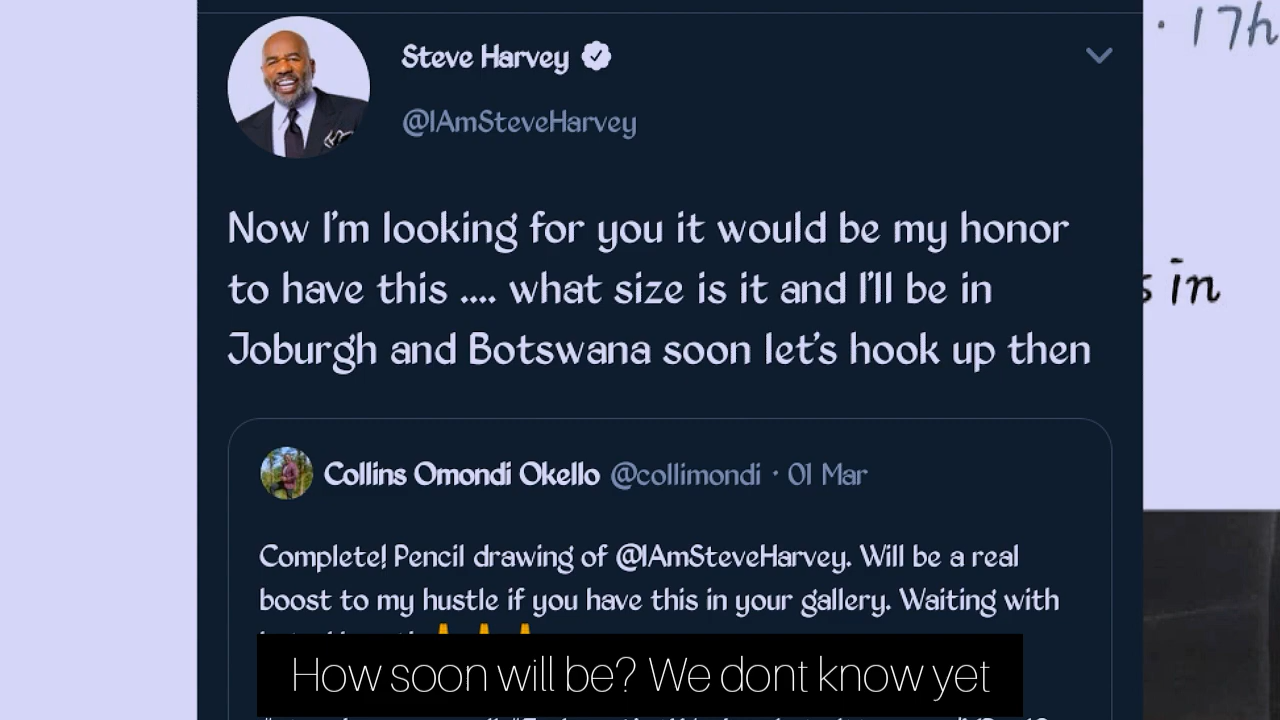 · 17h
Steve Harvey
@IAmSteveHarvey
Now I'm looking for you it would be my honor
to have this .... what size is it and I'll be in
Joburgh and Botswana soon let's hook up then
in
Collins Omondi Okello @collimondi · 01 Mar
Complete! Pencil drawing of @IAmSteveHarvey. Will be a real
boost to my hustle if you have this in your gallery. Waiting with
How soon will be? We dont know yet